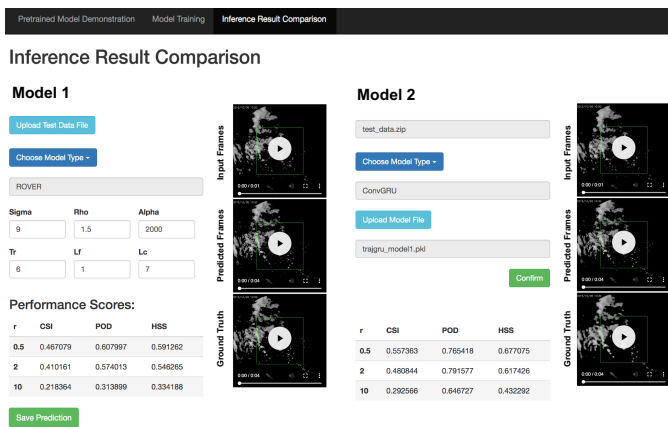 Pretrained Model Demonstration Model Training Inference Result Comparison
Inference Result Comparison
Model 1
Upload Test Data File
Choose Model Type
ROVER
Sigma Rho Alpha
9 1.5 2000
Tr Lf Lc
6 1 7
Performance Scores:
r CSI POD HSS
0.5 0.467079 0.607997 0.591262
2 0.410161 0.574013 0.546265
10 0.218364 0.313899 0.334188
Save Prediction
Input Frames
0:00 / 0:01
Predicted Frames
0:00 / 0:04
Ground Truth
0:00 / 0:04
Model 2
test_data.zip
Choose Model Type
ConvGRU
Upload Model File
trajgru_model1.pkl
Confirm
r CSI POD HSS
0.5 0.557363 0.765418 0.677075
2 0.480844 0.791577 0.617426
10 0.292566 0.646727 0.432292
Input Frames
0:00 / 0:01
Predicted Frames
0:00 / 0:04
Ground Truth
0:00 / 0:04